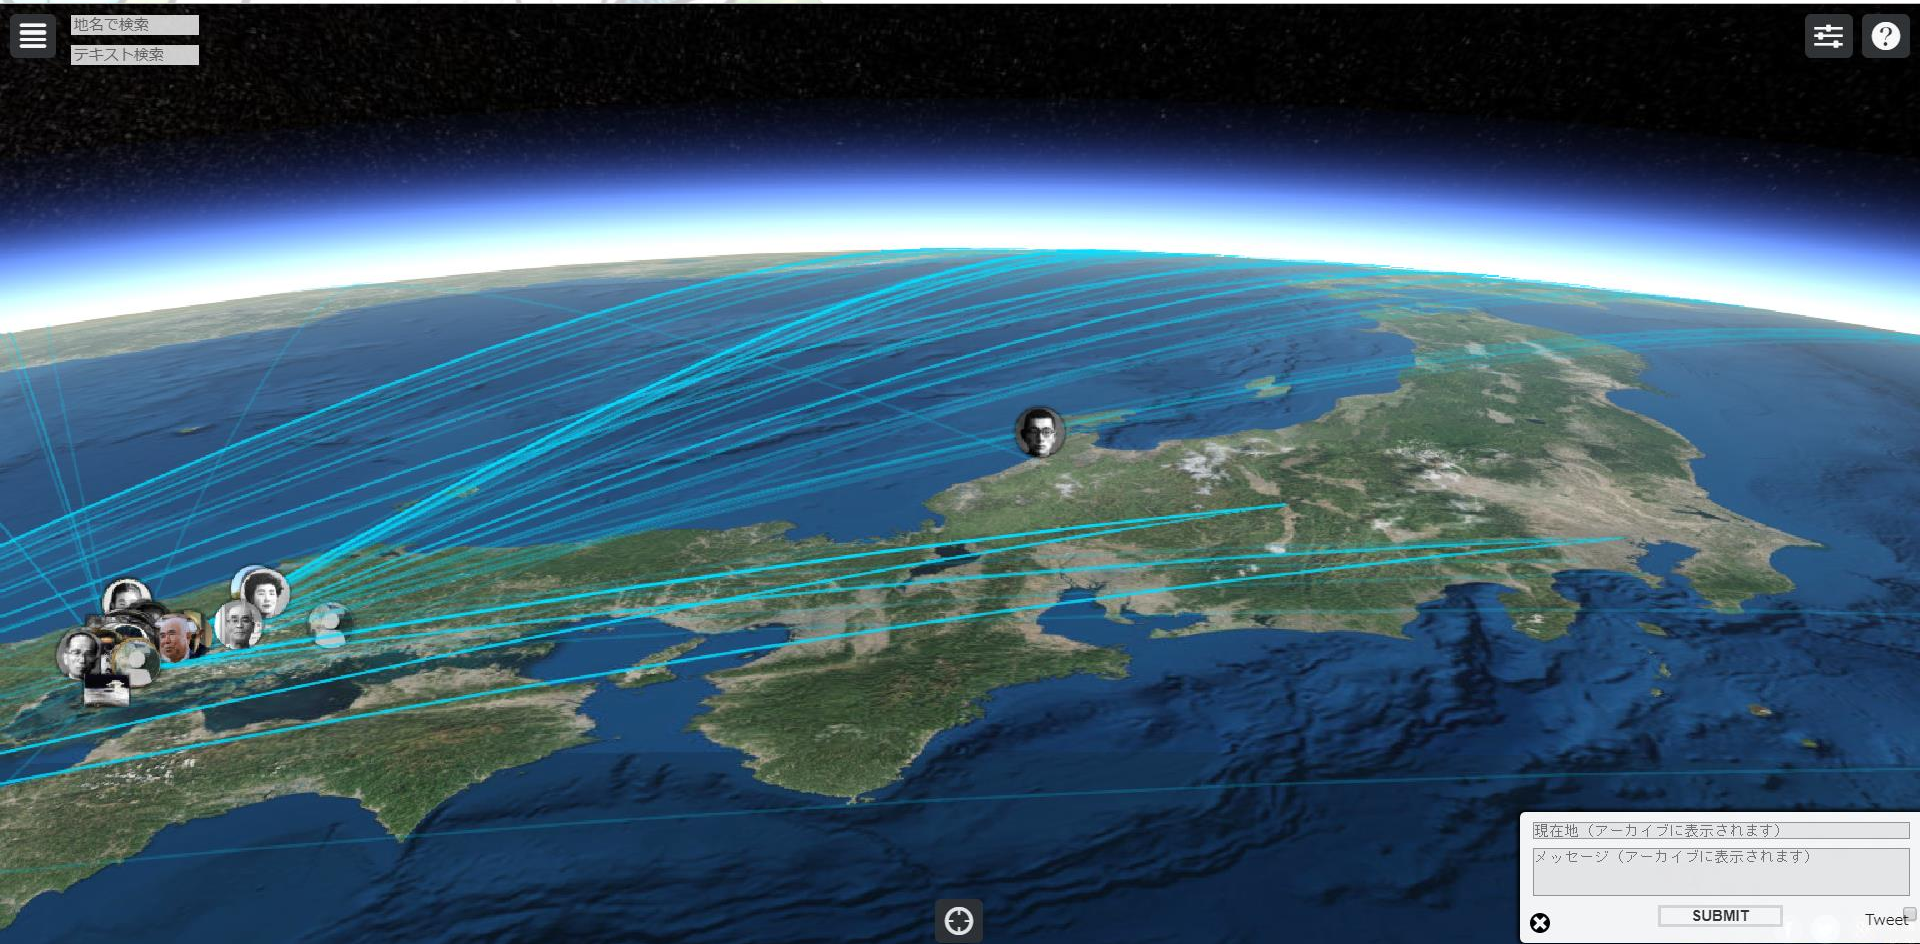 地名で検索
テキスト検索
現在地（アーカイブに表示されます）
メッセージ（アーカイブに表示されます）
SUBMIT
Tweet